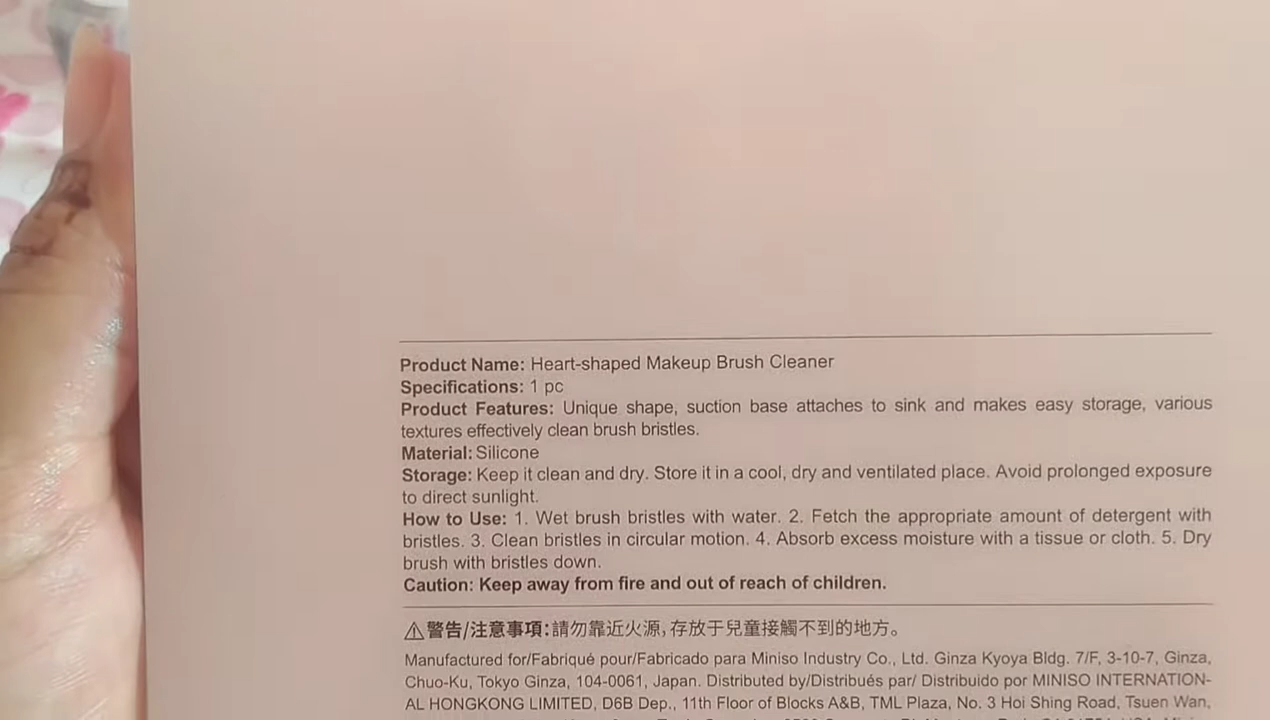 Product Name: Heart-shaped Makeup Brush Cleaner
Specifications: 1 pc
Product Features: Unique shape, suction base attaches to sink and makes easy storage, various
textures effectively clean brush bristles.
Material: Silicone
Storage: Keep it clean and dry. Store it in a cool, dry and ventilated place. Avoid prolonged exposure
to direct sunlight.
How to Use: 1. Wet brush bristles with water. 2. Fetch the appropriate amount of detergent with
bristles. 3. Clean bristles in circular motion. 4. Absorb excess moisture with a tissue or cloth. 5. Dry
brush with bristles down.
Caution: Keep away from fire and out of reach of children.
⚠警告/注意事項:請勿靠近火源,存放于兒童接觸不到的地方。
Manufactured for/Fabriqué pour/Fabricado para Miniso Industry Co., Ltd. Ginza Kyoya Bldg. 7/F, 3-10-7, Ginza,
Chuo-Ku, Tokyo Ginza, 104-0061, Japan. Distributed by/Distribués par/ Distribuido por MINISO INTERNATION-
AL HONGKONG LIMITED, D6B Dep., 11th Floor of Blocks A&B, TML Plaza, No. 3 Hoi Shing Road, Tsuen Wan,